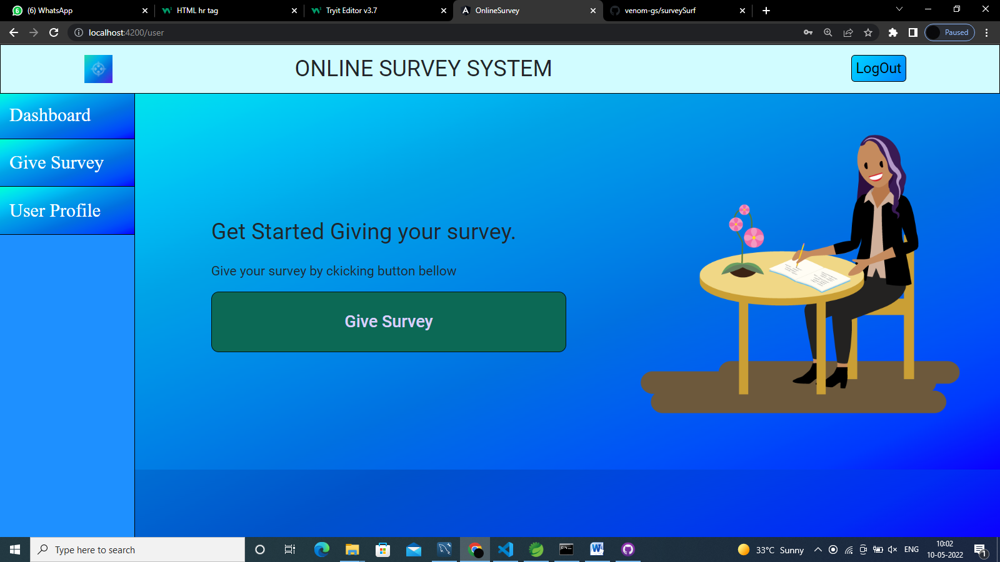 (6) WhatsApp
HTML hr tag
Tryit Editor v3.7
OnlineSurvey
venom-gs/surveySurf
localhost:4200/user
Paused
ONLINE SURVEY SYSTEM
LogOut
Dashboard
Give Survey
User Profile
Get Started Giving your survey.
Give your survey by ckicking button bellow
Give Survey
Type here to search
33°C Sunny
ENG
10:02
10-05-2022
1